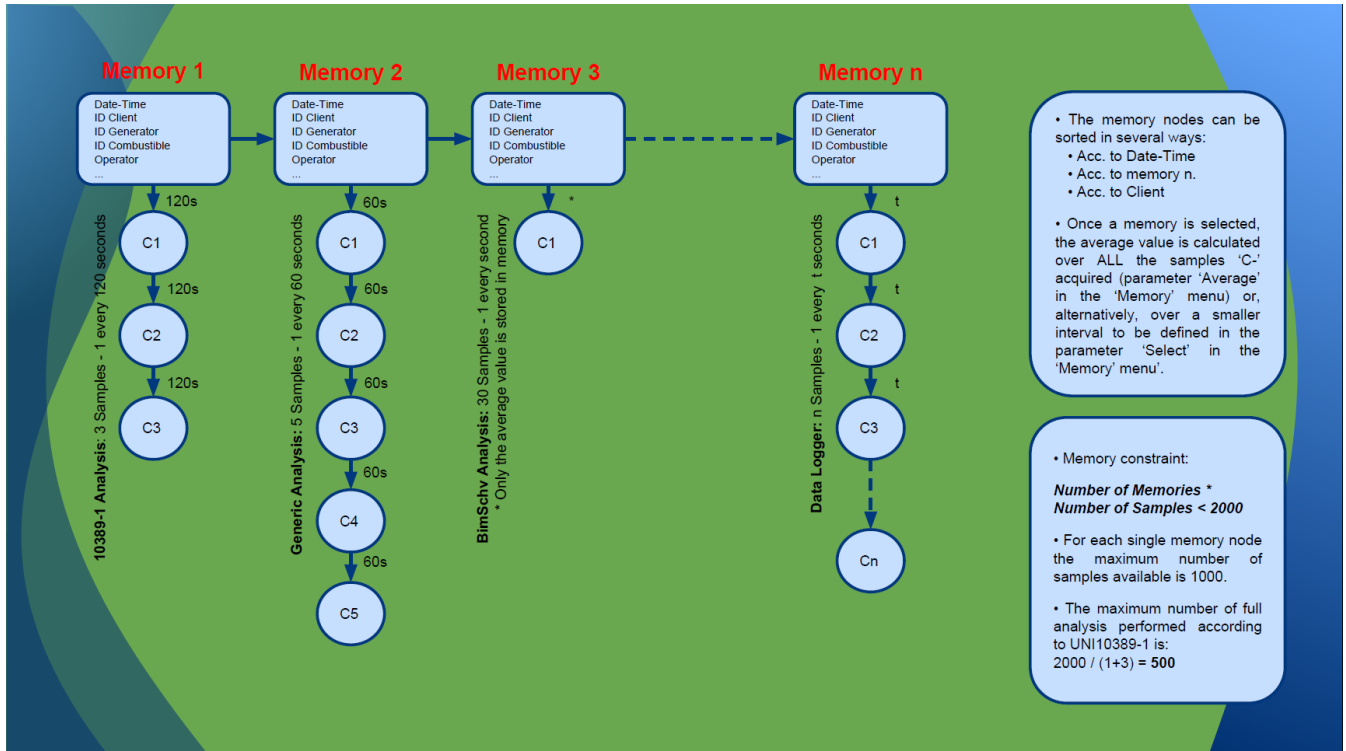 Memory 1
Date-Time
ID Client
ID Generator
ID Combustible
Operator
...
120s
C1
120s
C2
120s
C3
10389-1 Analysis: 3 Samples - 1 every 120 seconds
Memory 2
Date-Time
ID Client
ID Generator
ID Combustible
Operator
...
60s
C1
60s
C2
60s
C3
60s
C4
60s
C5
Generic Analysis: 5 Samples - 1 every 60 seconds
Memory 3
Date-Time
ID Client
ID Generator
ID Combustible
Operator
...
*
C1
BimSchv Analysis: 30 Samples - 1 every second
* Only the average value is stored in memory
Memory n
Date-Time
ID Client
ID Generator
ID Combustible
Operator
...
t
C1
t
C2
t
C3
Cn
Data Logger: n Samples - 1 every t seconds
• The memory nodes can be
sorted in several ways:
• Acc. to Date-Time
• Acc. to memory n.
• Acc. to Client
• Once a memory is selected,
the average value is calculated
over ALL the samples ‘C-’
acquired (parameter ‘Average’
in the ‘Memory’ menu) or,
alternatively, over a smaller
interval to be defined in the
parameter ‘Select’ in the
‘Memory’ menu’.
• Memory constraint:
Number of Memories *
Number of Samples < 2000
• For each single memory node
the maximum number of
samples available is 1000.
• The maximum number of full
analysis performed according
to UNI10389-1 is:
2000 / (1+3) = 500